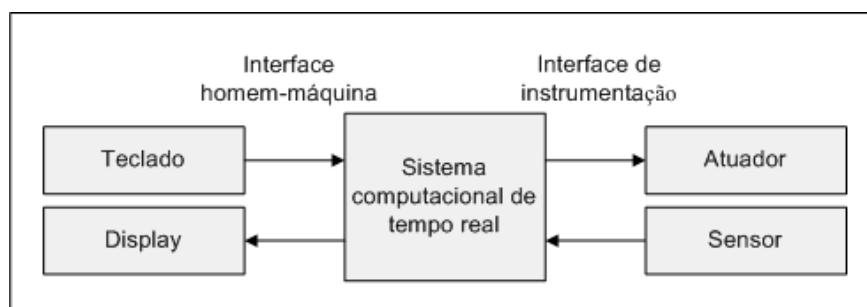 Interface
homem-máquina
Interface de
instrumentação
Teclado
Sistema
computacional de
tempo real
Atuador
Display
Sensor